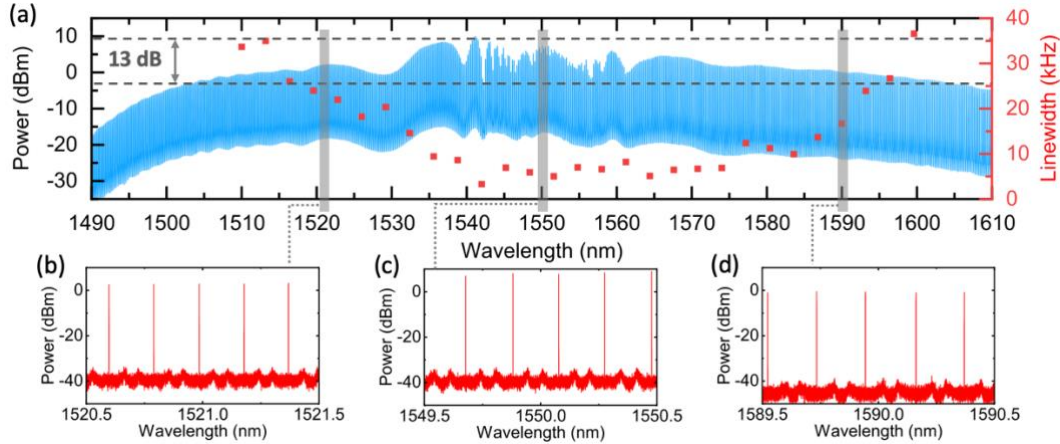 (a)
13 dB
Power (dBm)
10
0
-10
-20
-30
Linewidth (kHz)
40
30
20
10
0
1490 1500 1510 1520 1530 1540 1550 1560 1570 1580 1590 1600 1610
Wavelength (nm)
(b)
Power (dBm)
0
-20
-40
1520.5 1521.0 1521.5
Wavelength (nm)
(c)
Power (dBm)
0
-20
-40
1549.5 1550.0 1550.5
Wavelength (nm)
(d)
Power (dBm)
0
-20
-40
1589.5 1590.0 1590.5
Wavelength (nm)